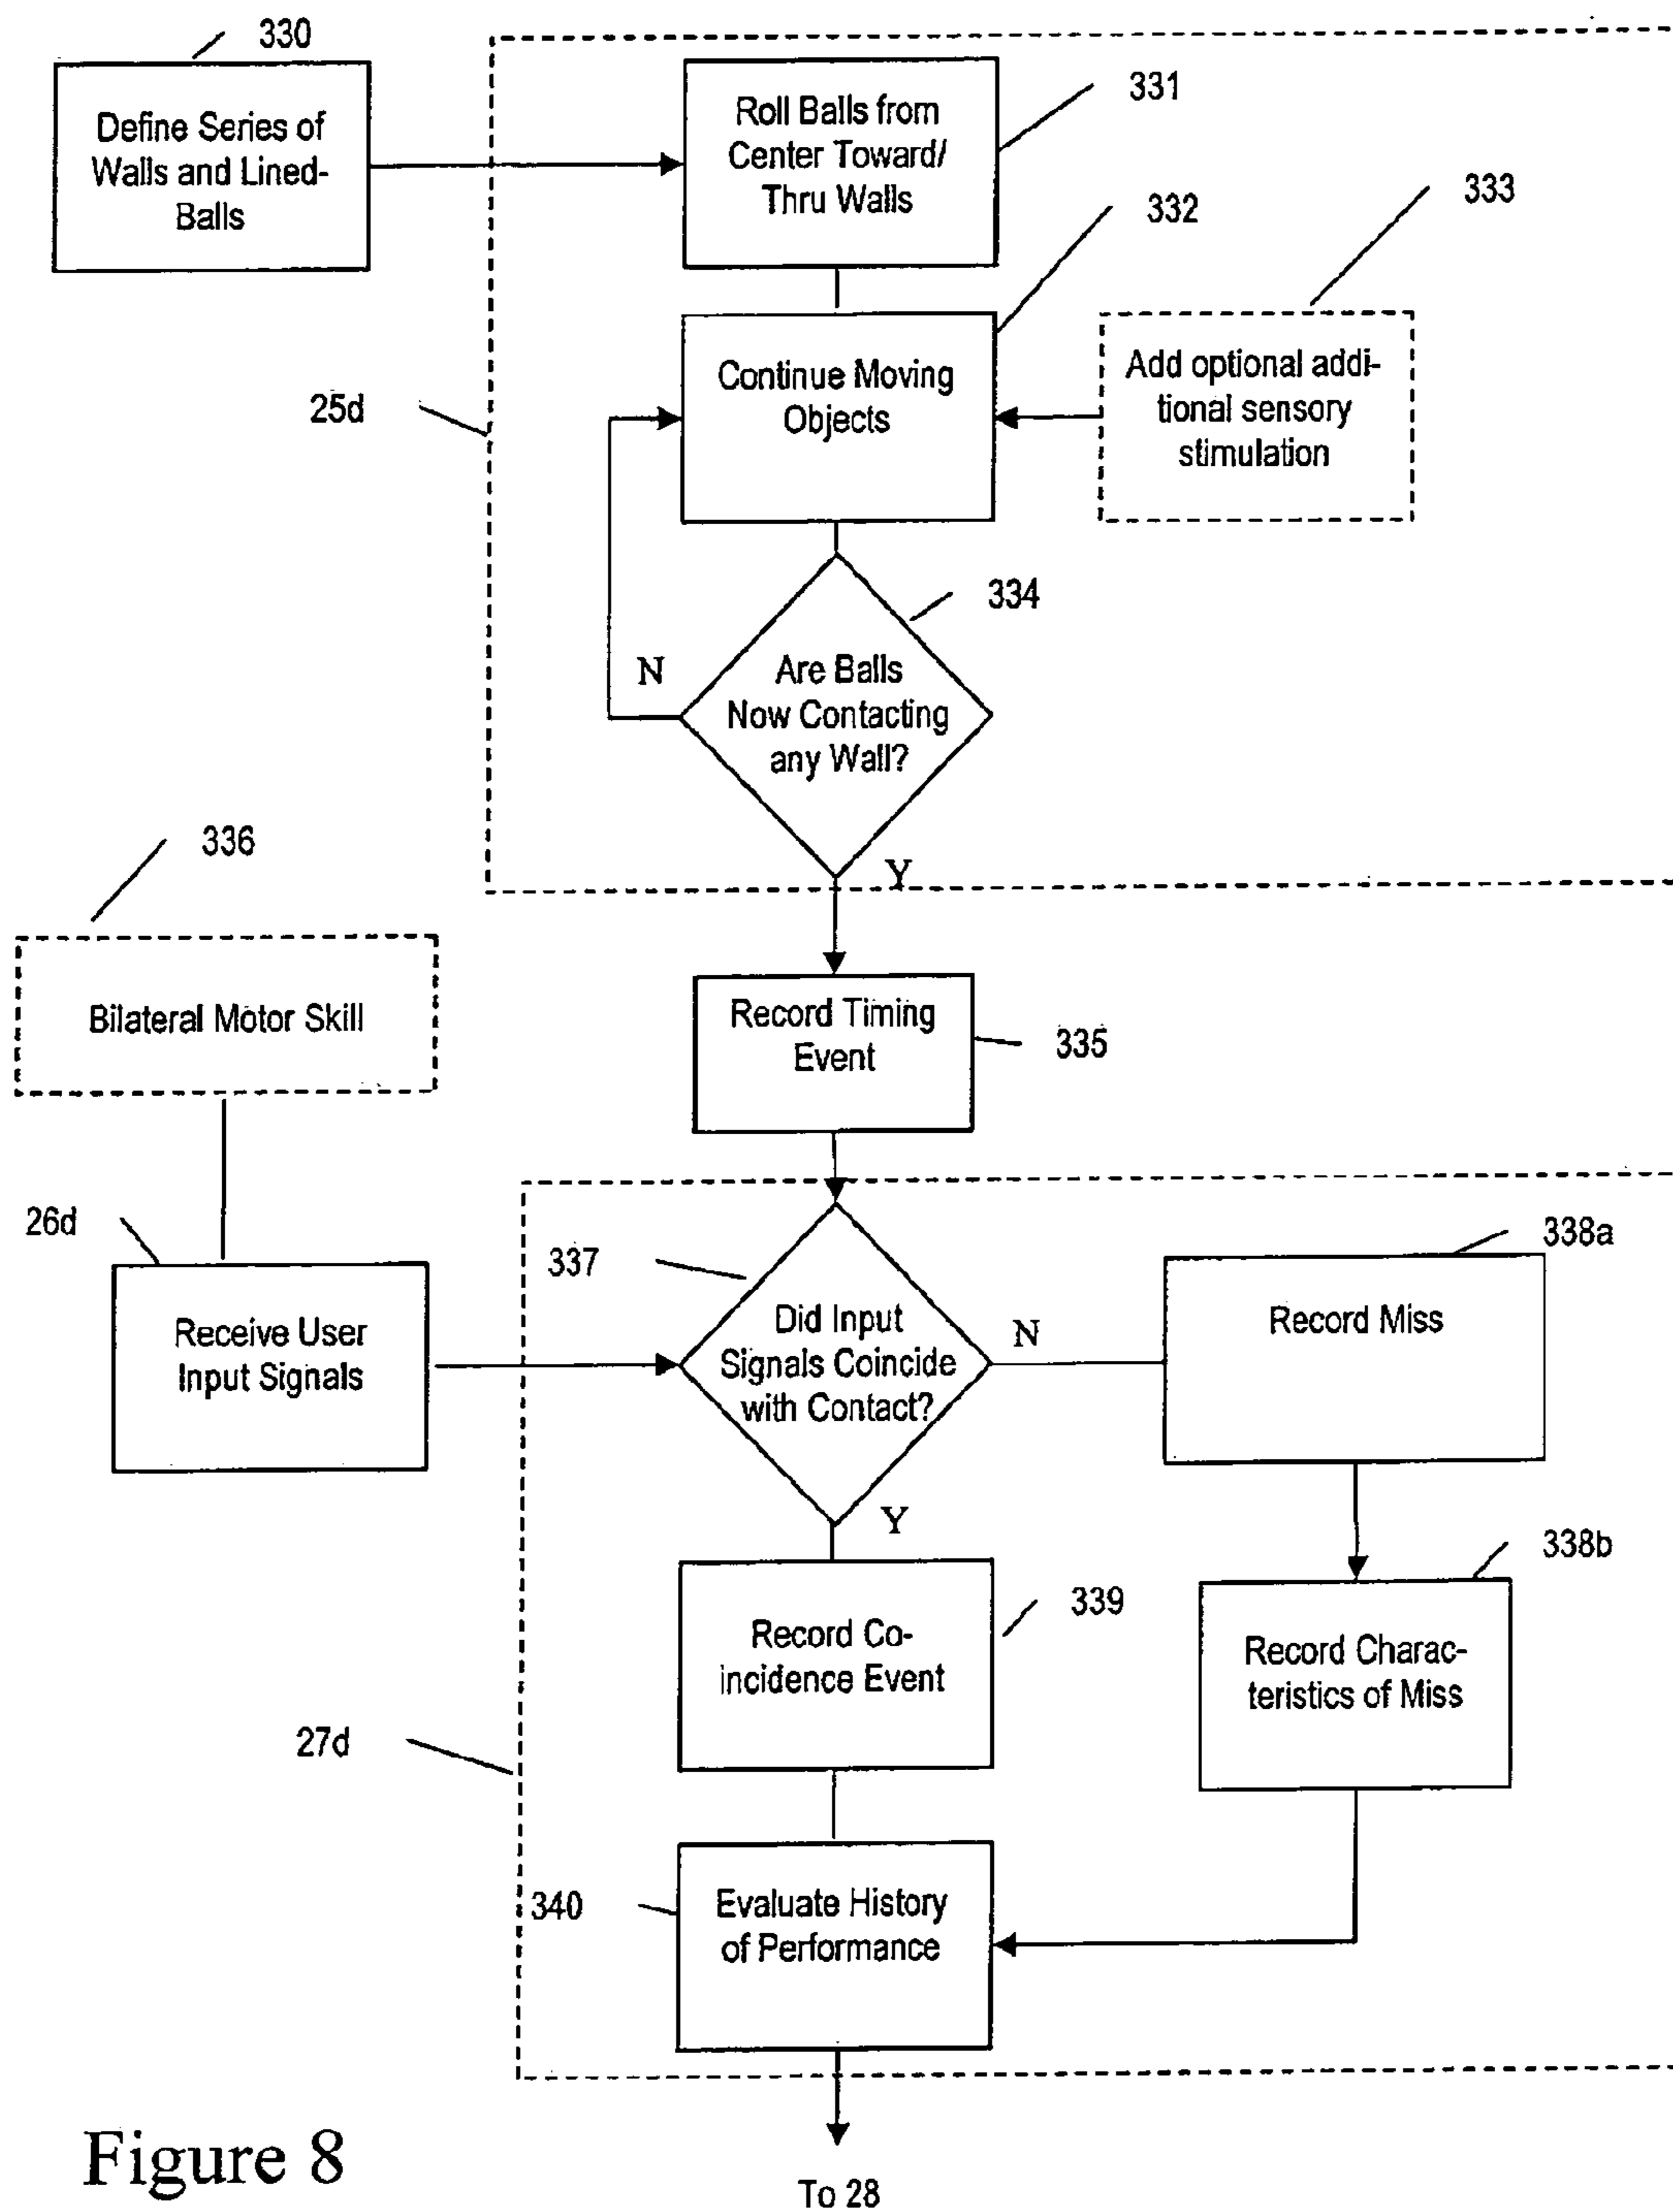 330
Define Series of
Walls and Lined-
Balls
Roll Balls from
Center Toward/
Thru Walls
331
332
333
Continue Moving
Objects
Add optional addi-
tional sensory
stimulation
25d
334
N
Are Balls
Now Contacting
any Wall?
Y
336
Bilateral Motor Skill
Record Timing
Event
335
26d
Receive User
Input Signals
337
Did Input
Signals Coincide
with Contact?
N
338a
Record Miss
Y
338b
Record Co-
incidence Event
339
Record Charac-
teristics of Miss
27d
340
Evaluate History
of Performance
Figure 8
To 28